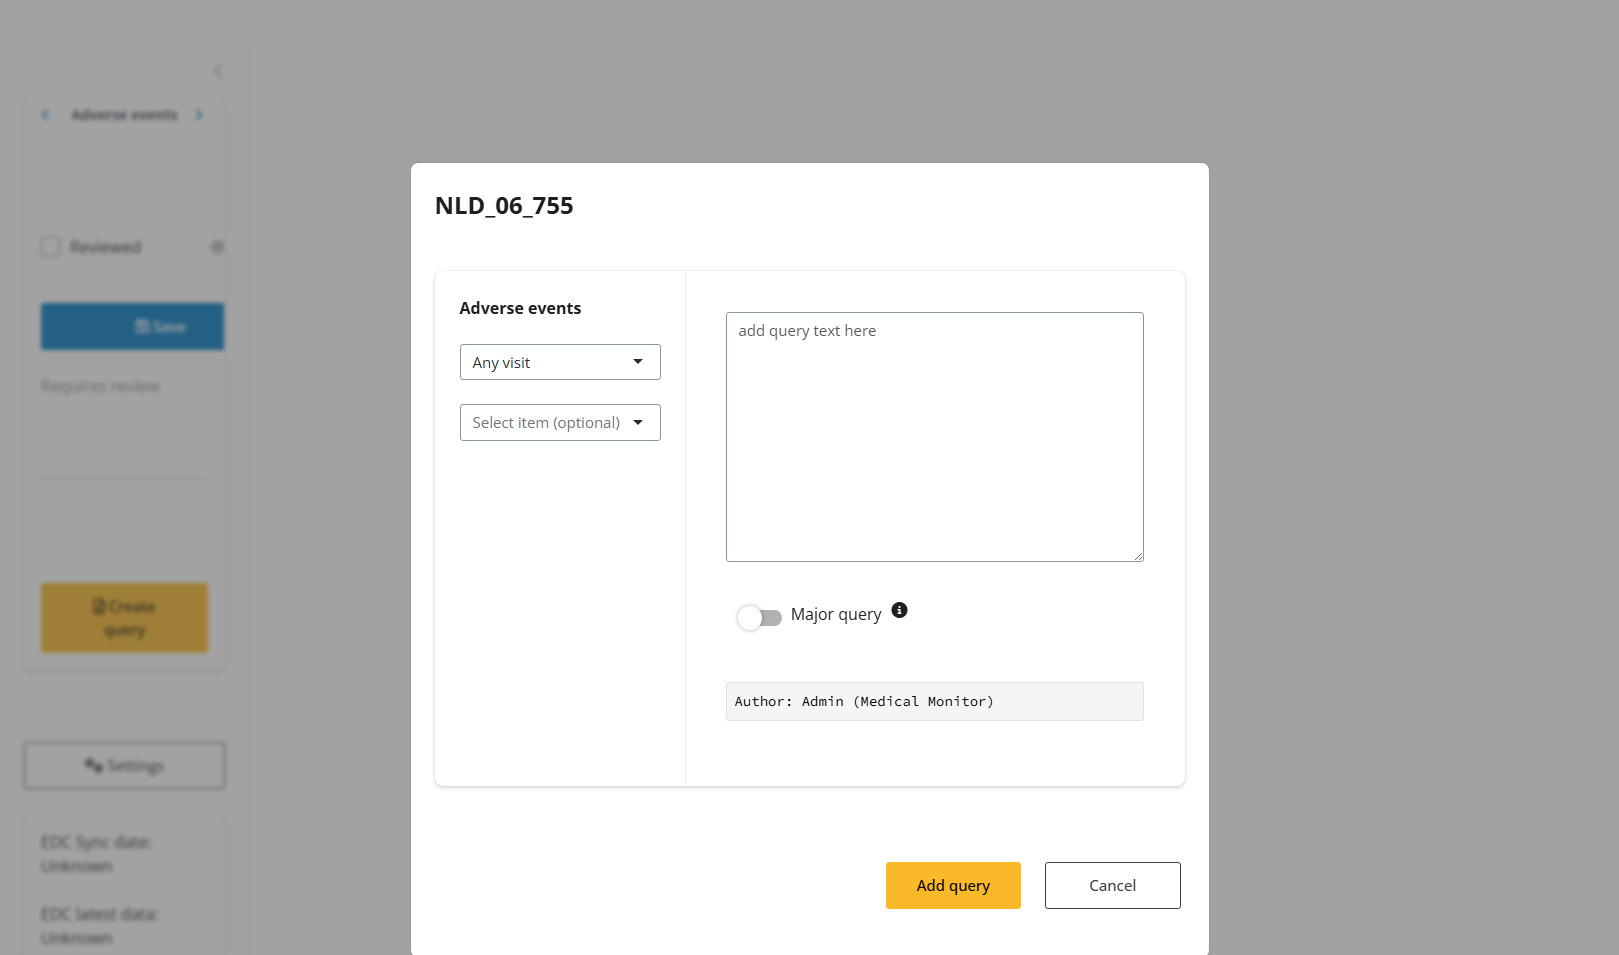 Adverse events
Reviewed
Save
Requires review
Create
query
Settings
EDC Sync date:
Unknown
EDC latest data:
Unknown
NLD_06_755
Adverse events
Any visit
Select item (optional)
add query text here
Major query
Author: Admin (Medical Monitor)
Add query
Cancel